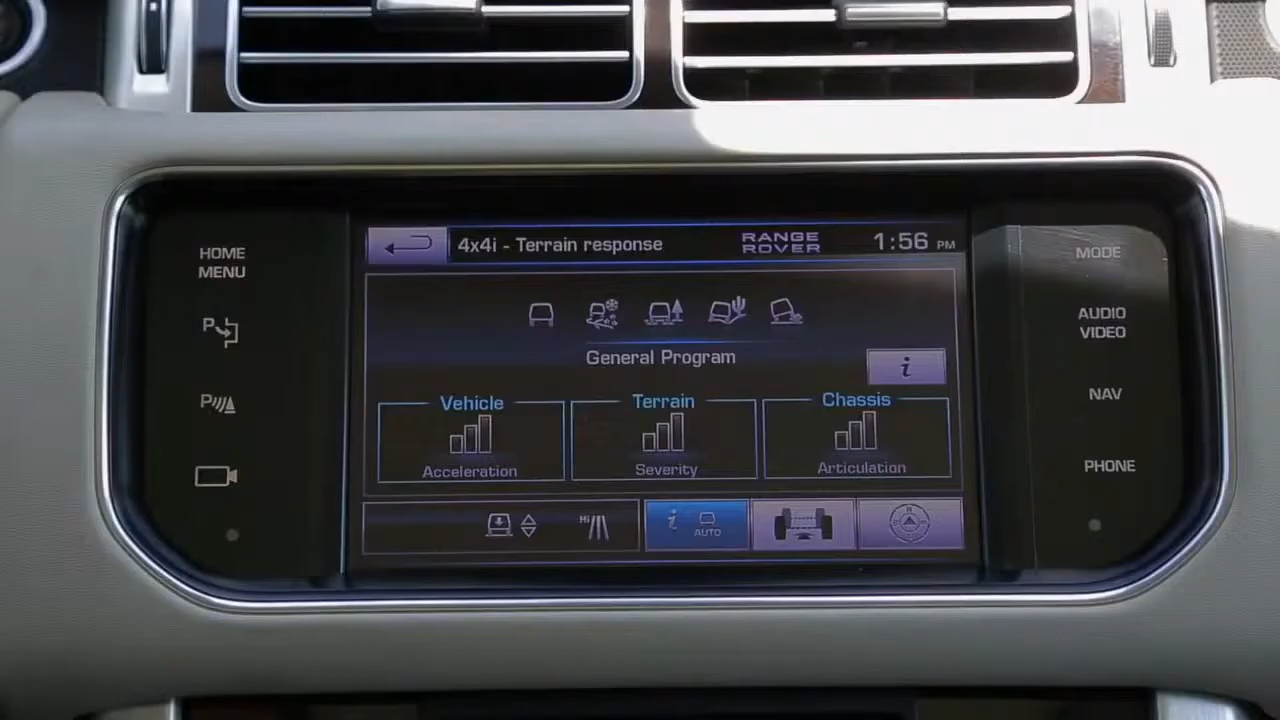 HOME
MENU
P
P
4x4i - Terrain response
RANGE
ROVER
1:56 PM
General Program
i
Vehicle
Acceleration
Terrain
Severity
Chassis
Articulation
HI
i
AUTO
N
MODE
AUDIO
VIDEO
NAV
PHONE